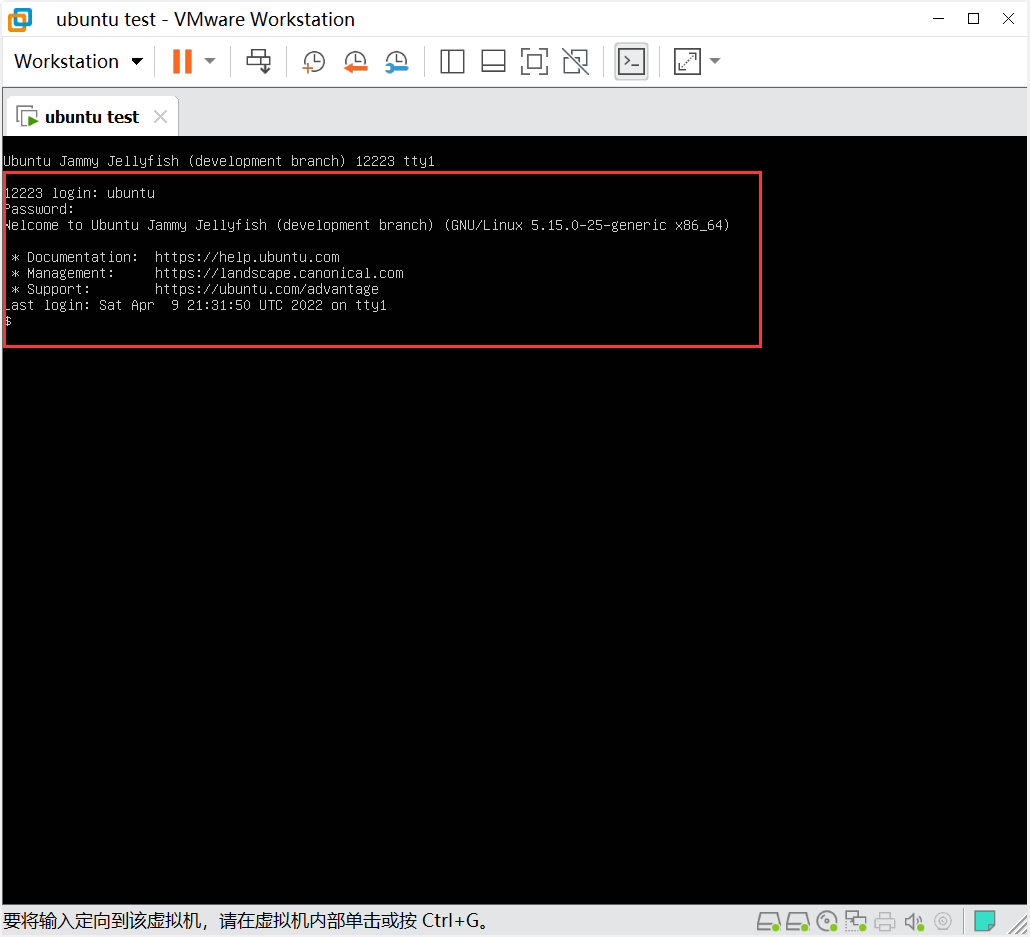 ubuntu test - VMware Workstation
Workstation
ubuntu test
Ubuntu Jammy Jellyfish (development branch) 12223 tty1
12223 login: ubuntu
Password:
Welcome to Ubuntu Jammy Jellyfish (development branch) (GNU/Linux 5.15.0-25-generic x86_64)
* Documentation: https://help.ubuntu.com
* Management: https://landscape.canonical.com
* Support: https://ubuntu.com/advantage
Last login: Sat Apr  9 21:31:50 UTC 2022 on tty1
$
要将输入定向到该虚拟机，请在虚拟机内部单击或按 Ctrl+G。